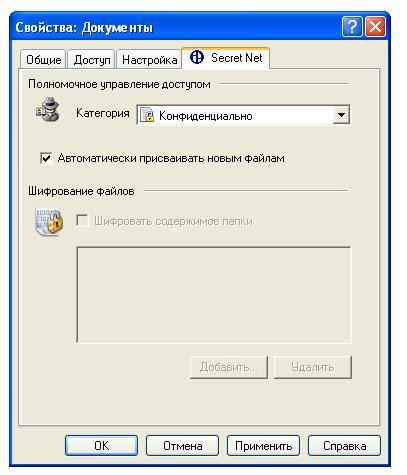 Свойства: Документы
Общие Доступ Настройка Secret Net
Полномочное управление доступом
Категория Конфиденциально
Автоматически присваивать новым файлам
Шифрование файлов
Шифровать содержимое папки
Добавить... Удалить
OK Отмена Применить Справка